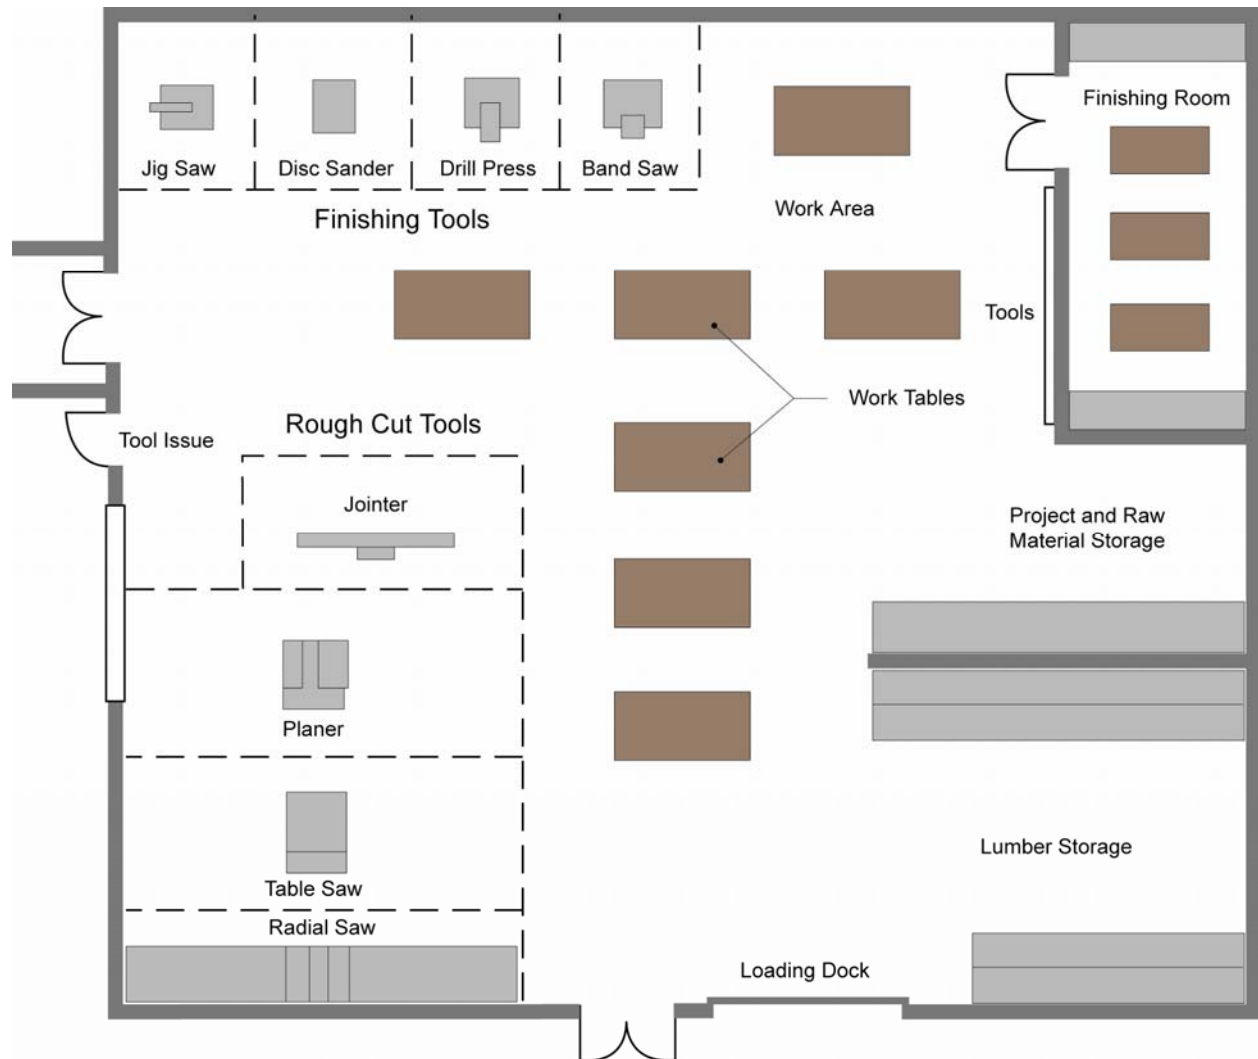 Finishing Room
Jig Saw
Disc Sander
Drill Press
Band Saw
Finishing Tools
Work Area
Tools
Work Tables
Rough Cut Tools
Tool Issue
Jointer
Project and Raw
Material Storage
Planer
Table Saw
Lumber Storage
Radial Saw
Loading Dock